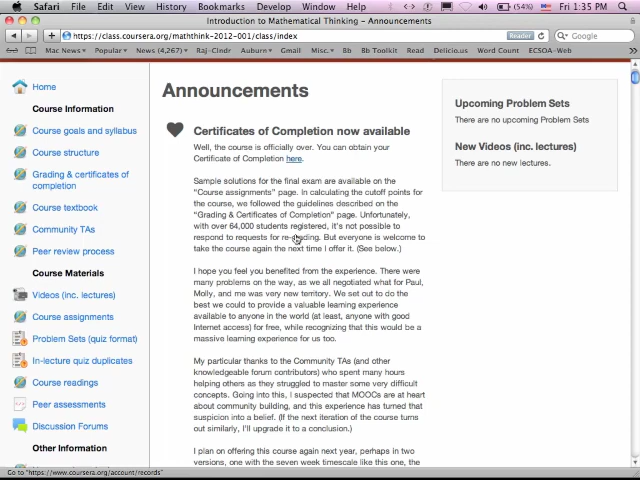 Safari File Edit View History Bookmarks Develop Window Help (54%) Fri 1:35 PM
Introduction to Mathematical Thinking – Announcements
https://class.coursera.org/maththink-2012-001/class/index Reader Google
Mac News Popular News (4,267) Raj-Cindr Auburn Gmail Misc. Bb Bb Toolkit Read Delicio.us Word Count ECSOA-Web
Home
Course Information
Course goals and syllabus
Course structure
Grading & certificates of
completion
Course textbook
Community TAs
Peer review process
Course Materials
Videos (inc. lectures)
Course assignments
Problem Sets (quiz format)
In-lecture quiz duplicates
Course readings
Peer assessments
Discussion Forums
Other Information
Announcements
Certificates of Completion now available
Well, the course is officially over. You can obtain your
Certificate of Completion here.
Sample solutions for the final exam are available on the
"Course assignments" page. In calculating the cutoff points for
the course, we followed the guidelines described on the
"Grading & Certificates of Completion" page. Unfortunately,
with over 64,000 students registered, it's not possible to
respond to requests for re-grading. But everyone is welcome to
take the course again the next time I offer it. (See below.)
I hope you feel you benefited from the experience. There were
many problems on the way, as we all negotiated what for Paul,
Molly, and me was very new territory. We set out to do the
best we could to provide a valuable learning experience
available to anyone in the world (at least, anyone with good
Internet access) for free, while recognizing that this would be a
massive learning experience for us too.
My particular thanks to the Community TAs (and other
knowledgeable forum contributors) who spent many hours
helping others as they struggled to master some very difficult
concepts. Going into this, I suspected that MOOCs are at heart
about community building, and this experience has turned that
suspicion into a belief. (If the next iteration of the course turns
out similarly, I'll upgrade it to a conclusion.)
I plan on offering this course again next year, perhaps in two
versions, one with the seven week timescale like this one, the
Upcoming Problem Sets
There are no upcoming Problem Sets
New Videos (inc. lectures)
There are no new lectures.
Go to "https://www.coursera.org/account/records"